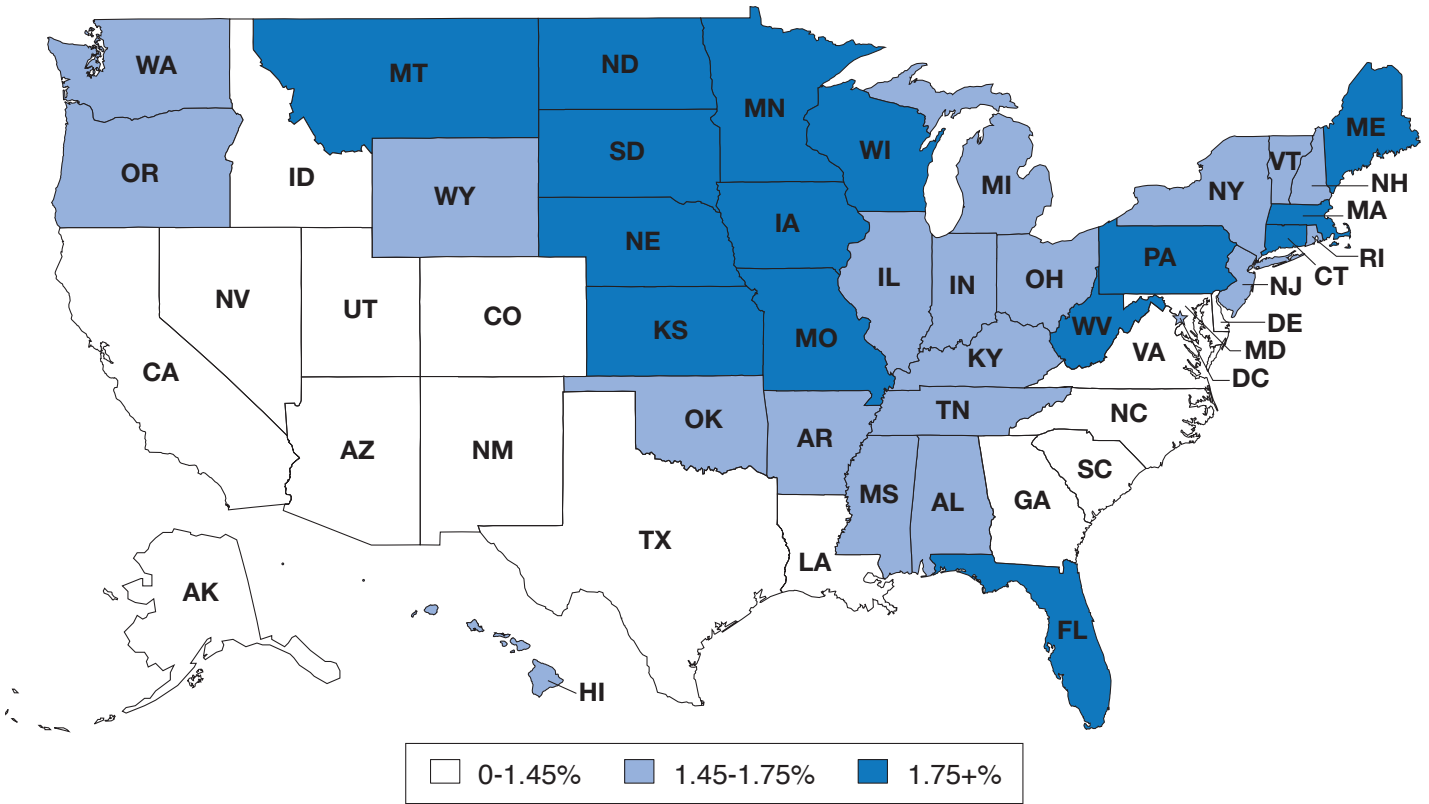 WA
MT
ND
MN
ME
WI
SD
OR
ID
WY
MI
VT
NY
NH
MA
IA
NE
PA
RI
CT
IL
IN
OH
NJ
NV
UT
CO
KS
MO
WV
DE
VA
MD
KY
DC
CA
TN
NC
OK
AR
AZ
NM
SC
MS
AL
GA
TX
LA
AK
FL
HI
0-1.45% 1.45-1.75% 1.75+%